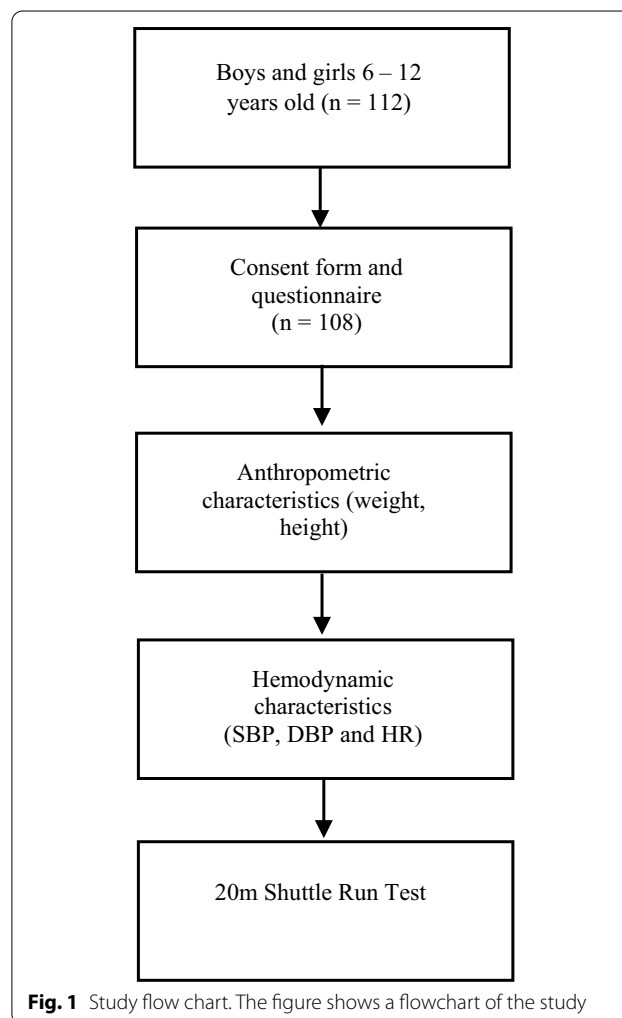 Boys and girls 6 – 12
years old (n = 112)
Consent form and
questionnaire
(n = 108)
Anthropometric
characteristics (weight,
height)
Hemodynamic
characteristics
(SBP, DBP and HR)
20m Shuttle Run Test
Fig. 1 Study flow chart. The figure shows a flowchart of the study